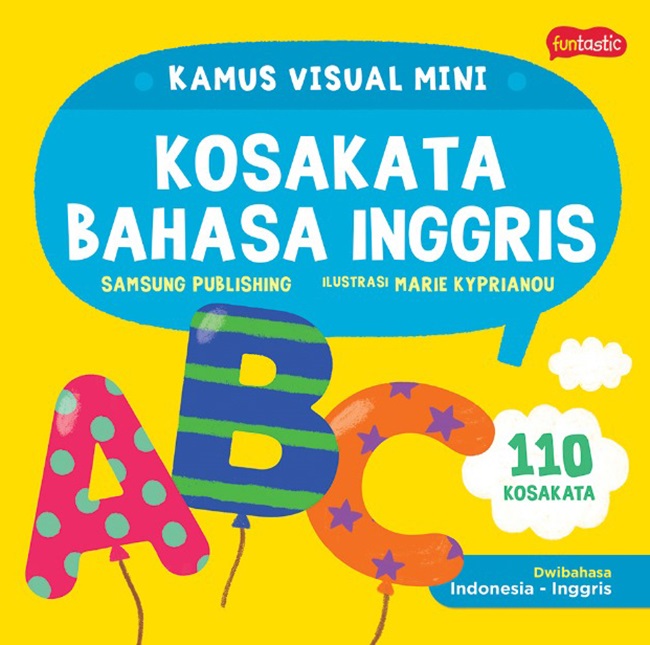 funtastic
KAMUS VISUAL MINI
KOSAKATA
BAHASA INGGRIS
SAMSUNG PUBLISHING ILUSTRASI MARIE KYPRIANOU
ABC
110
KOSAKATA
Dwibahasa
Indonesia - Inggris